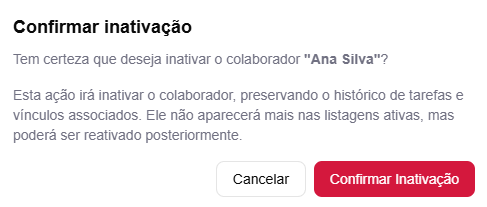 Confirmar inativação
Tem certeza que deseja inativar o colaborador "Ana Silva"?
Esta ação irá inativar o colaborador, preservando o histórico de tarefas e
vínculos associados. Ele não aparecerá mais nas listagens ativas, mas
poderá ser reativado posteriormente.
Cancelar
Confirmar Inativação